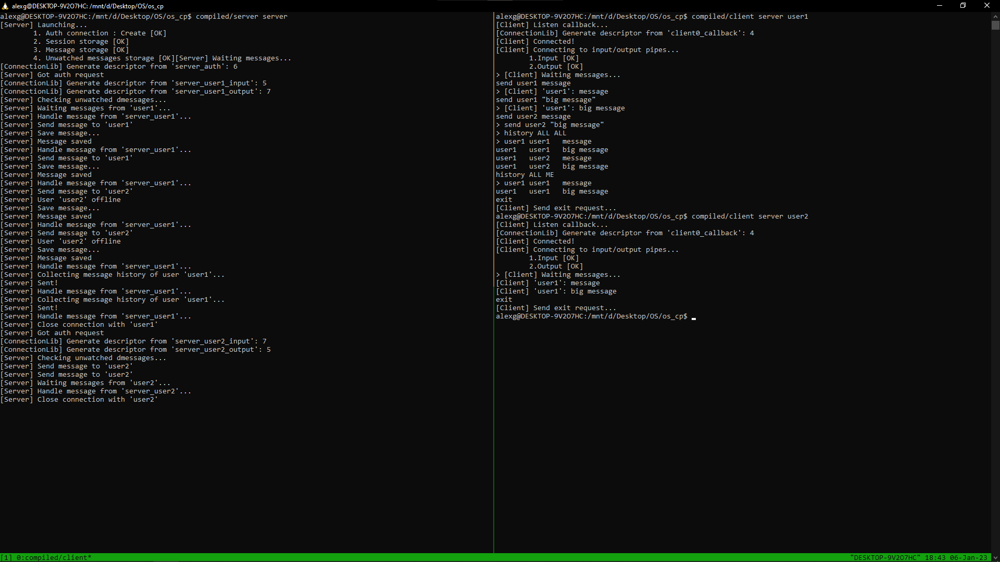 alexg@DESKTOP-9V2O7HC: /mnt/d/Desktop/OS/os_cp
alexg@DESKTOP-9V2O7HC:/mnt/d/Desktop/OS/os_cp$ compiled/server server
[Server] Launching...
        1. Auth connection : Create [OK]
        2. Session storage [OK]
        3. Message storage [OK]
        4. Unwatched messages storage [OK][Server] Waiting messages...
[ConnectionLib] Generate descriptor from 'server_auth': 6
[Server] Got auth request
[ConnectionLib] Generate descriptor from 'server_user1_input': 5
[ConnectionLib] Generate descriptor from 'server_user1_output': 7
[Server] Checking unwatched dmessages...
[Server] Waiting messages from 'user1'...
[Server] Handle message from 'server_user1'...
[Server] Send message to 'user1'
[Server] Save message...
[Server] Message saved
[Server] Handle message from 'server_user1'...
[Server] Send message to 'user1'
[Server] Save message...
[Server] Message saved
[Server] Handle message from 'server_user1'...
[Server] Send message to 'user2'
[Server] User 'user2' offline
[Server] Save message...
[Server] Message saved
[Server] Handle message from 'server_user1'...
[Server] Send message to 'user2'
[Server] User 'user2' offline
[Server] Save message...
[Server] Message saved
[Server] Handle message from 'server_user1'...
[Server] Collecting message history of user 'user1'...
[Server] Sent!
[Server] Handle message from 'server_user1'...
[Server] Collecting message history of user 'user1'...
[Server] Sent!
[Server] Handle message from 'server_user1'...
[Server] Close connection with 'user1'
[Server] Got auth request
[ConnectionLib] Generate descriptor from 'server_user2_input': 7
[ConnectionLib] Generate descriptor from 'server_user2_output': 5
[Server] Checking unwatched dmessages...
[Server] Send message to 'user2'
[Server] Send message to 'user2'
[Server] Waiting messages from 'user2'...
[Server] Handle message from 'server_user2'...
[Server] Close connection with 'user2'
alexg@DESKTOP-9V2O7HC:/mnt/d/Desktop/OS/os_cp$ compiled/client server user1
[Client] Listen callback...
[ConnectionLib] Generate descriptor from 'client0_callback': 4
[Client] Connected!
[Client] Connecting to input/output pipes...
        1.Input [OK]
        2.Output [OK]
> [Client] Waiting messages...
send user1 message
> [Client] 'user1': message
send user1 "big message"
> [Client] 'user1': big message
send user2 message
> send user2 "big message"
> history ALL ALL
> user1 user1   message
user1   user1   big message
user1   user2   message
user1   user2   big message
history ALL ME
> user1 user1   message
user1   user1   big message
exit
[Client] Send exit request...
alexg@DESKTOP-9V2O7HC:/mnt/d/Desktop/OS/os_cp$ compiled/client server user2
[Client] Listen callback...
[ConnectionLib] Generate descriptor from 'client0_callback': 4
[Client] Connected!
[Client] Connecting to input/output pipes...
        1.Input [OK]
        2.Output [OK]
> [Client] Waiting messages...
[Client] 'user1': message
[Client] 'user1': big message
exit
[Client] Send exit request...
alexg@DESKTOP-9V2O7HC:/mnt/d/Desktop/OS/os_cp$
[1] 0:compiled/client*
"DESKTOP-9V2O7HC" 18:43 06-Jan-23